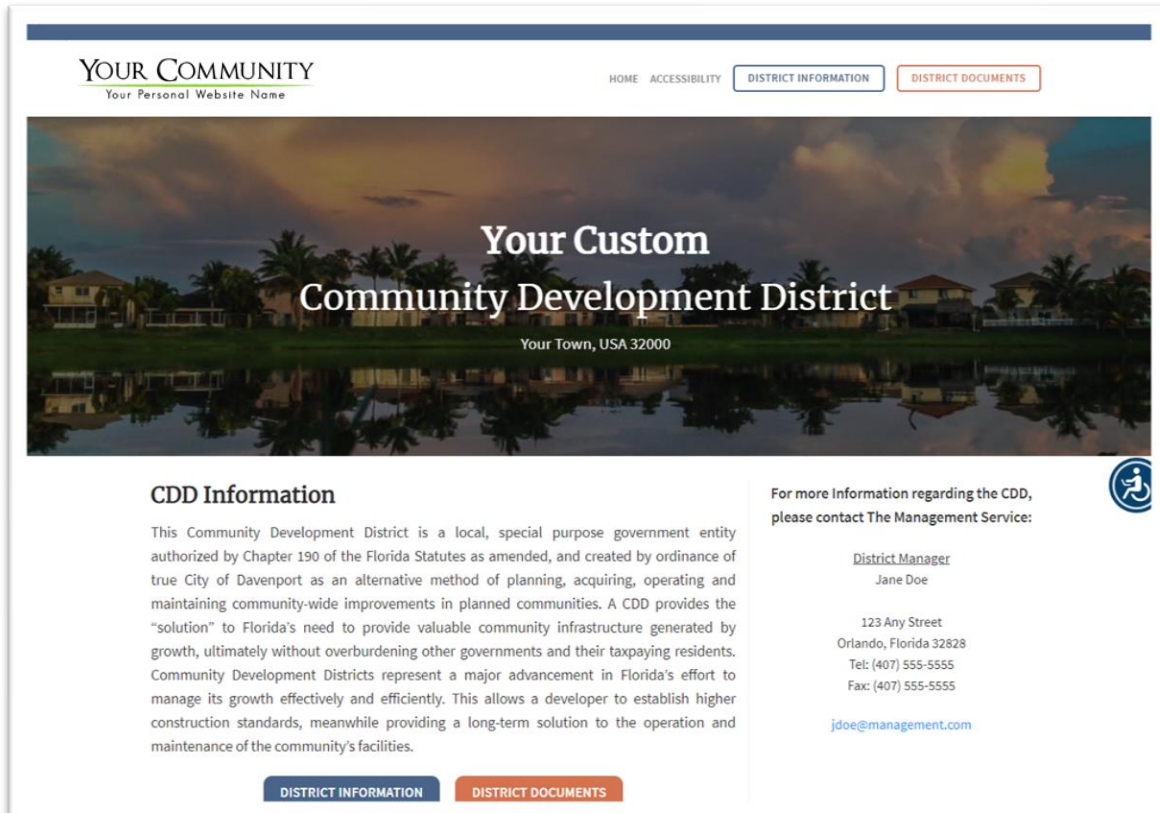 YOUR COMMUNITY
Your Personal Website Name
HOME ACCESSIBILITY DISTRICT INFORMATION DISTRICT DOCUMENTS
Your Custom
Community Development District
Your Town, USA 32000
CDD Information
This Community Development District is a local, special purpose government entity
authorized by Chapter 190 of the Florida Statutes as amended, and created by ordinance of
true City of Davenport as an alternative method of planning, acquiring, operating and
maintaining community-wide improvements in planned communities. A CDD provides the
“solution” to Florida’s need to provide valuable community infrastructure generated by
growth, ultimately without overburdening other governments and their taxpaying residents.
Community Development Districts represent a major advancement in Florida’s effort to
manage its growth effectively and efficiently. This allows a developer to establish higher
construction standards, meanwhile providing a long-term solution to the operation and
maintenance of the community’s facilities.
DISTRICT INFORMATION DISTRICT DOCUMENTS
For more Information regarding the CDD,
please contact The Management Service:
District Manager
Jane Doe
123 Any Street
Orlando, Florida 32828
Tel: (407) 555-5555
Fax: (407) 555-5555
jdoe@management.com